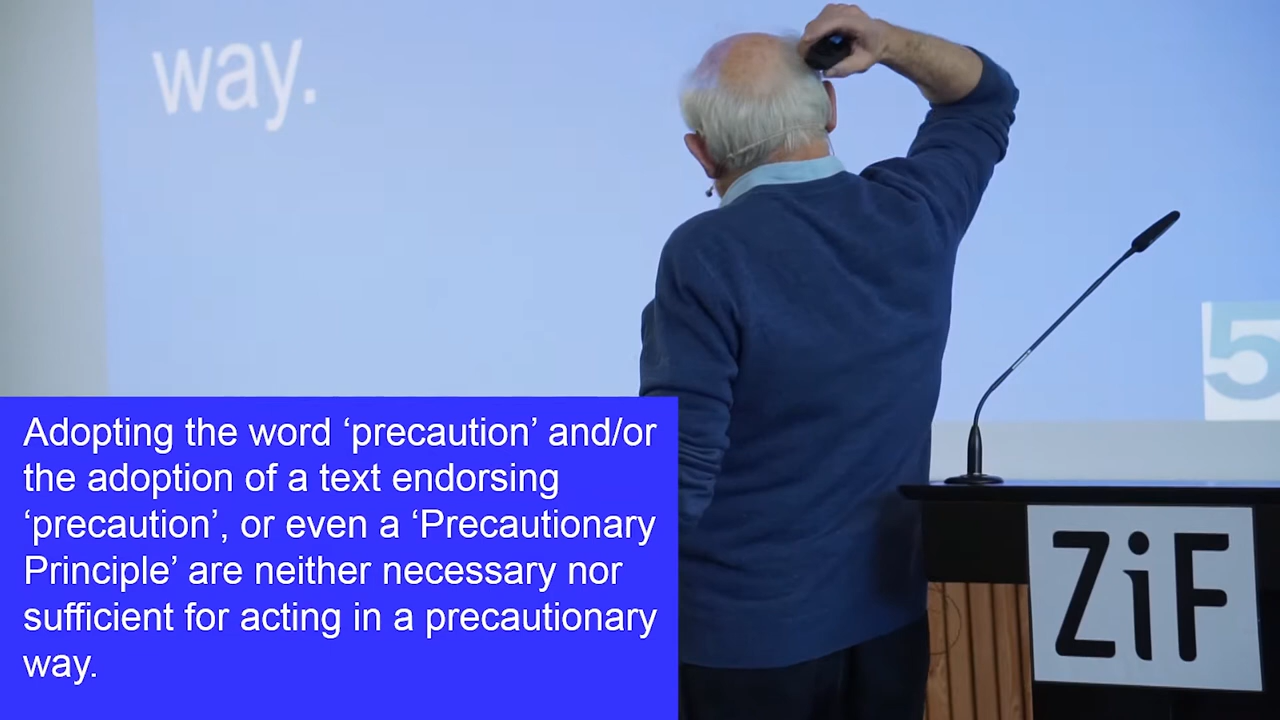 way.
5
Adopting the word ‘precaution’ and/or
the adoption of a text endorsing
‘precaution’, or even a ‘Precautionary
Principle’ are neither necessary nor
sufficient for acting in a precautionary
way.
ZiF